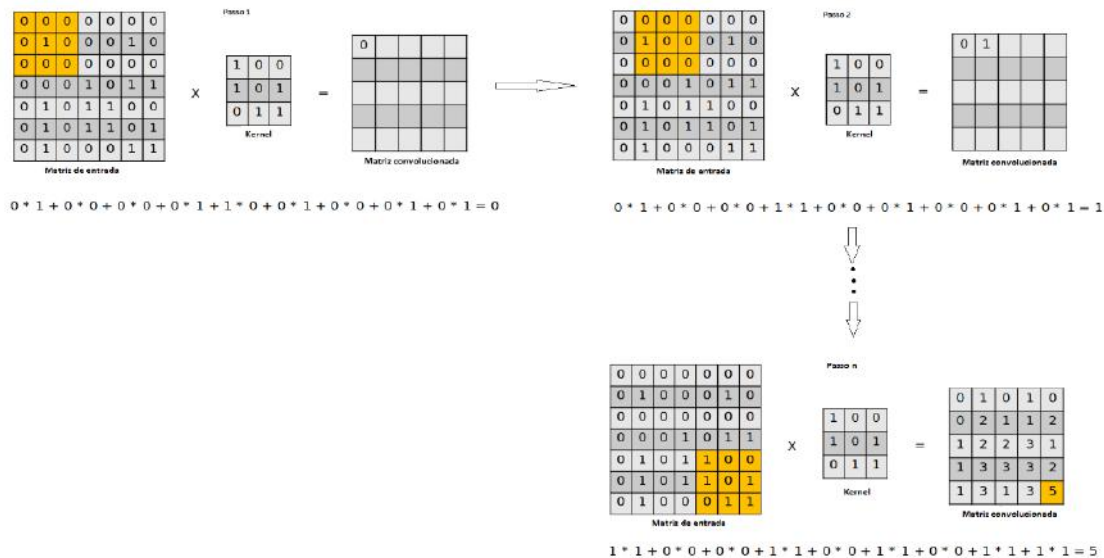 Passo 1
0 0 0 0 0 0 0
0 1 0 0 0 1 0
0 0 0 0 0 0 0
0 0 0 1 0 1 1
0 1 0 1 1 0 0
0 1 0 1 1 0 1
0 1 0 0 0 1 1
Matriz de entrada
X
1 0 0
1 0 1
0 1 1
Kernel
=
0
Matriz convolucionada
0 * 1 + 0 * 0 + 0 * 0 + 0 * 1 + 1 * 0 + 0 * 1 + 0 * 0 + 0 * 1 + 0 * 1 = 0
Passo 2
0 0 0 0 0 0 0
0 1 0 0 0 1 0
0 0 0 0 0 0 0
0 0 0 1 0 1 1
0 1 0 1 1 0 0
0 1 0 1 1 0 1
0 1 0 0 0 1 1
Matriz de entrada
X
1 0 0
1 0 1
0 1 1
Kernel
=
0 1
Matriz convolucionada
0 * 1 + 0 * 0 + 0 * 0 + 1 * 1 + 0 * 0 + 0 * 1 + 0 * 0 + 0 * 1 + 0 * 1 = 1
Passo n
0 0 0 0 0 0 0
0 1 0 0 0 1 0
0 0 0 0 0 0 0
0 0 0 1 0 1 1
0 1 0 1 1 0 0
0 1 0 1 1 0 1
0 1 0 0 0 1 1
Matriz de entrada
X
1 0 0
1 0 1
0 1 1
Kernel
=
0 1 0 1 0
0 2 1 1 2
1 2 2 3 1
1 3 3 3 2
1 3 1 3 5
Matriz convolucionada
1 * 1 + 0 * 0 + 0 * 0 + 1 * 1 + 0 * 0 + 1 * 1 + 0 * 0 + 1 * 1 + 1 * 1 = 5